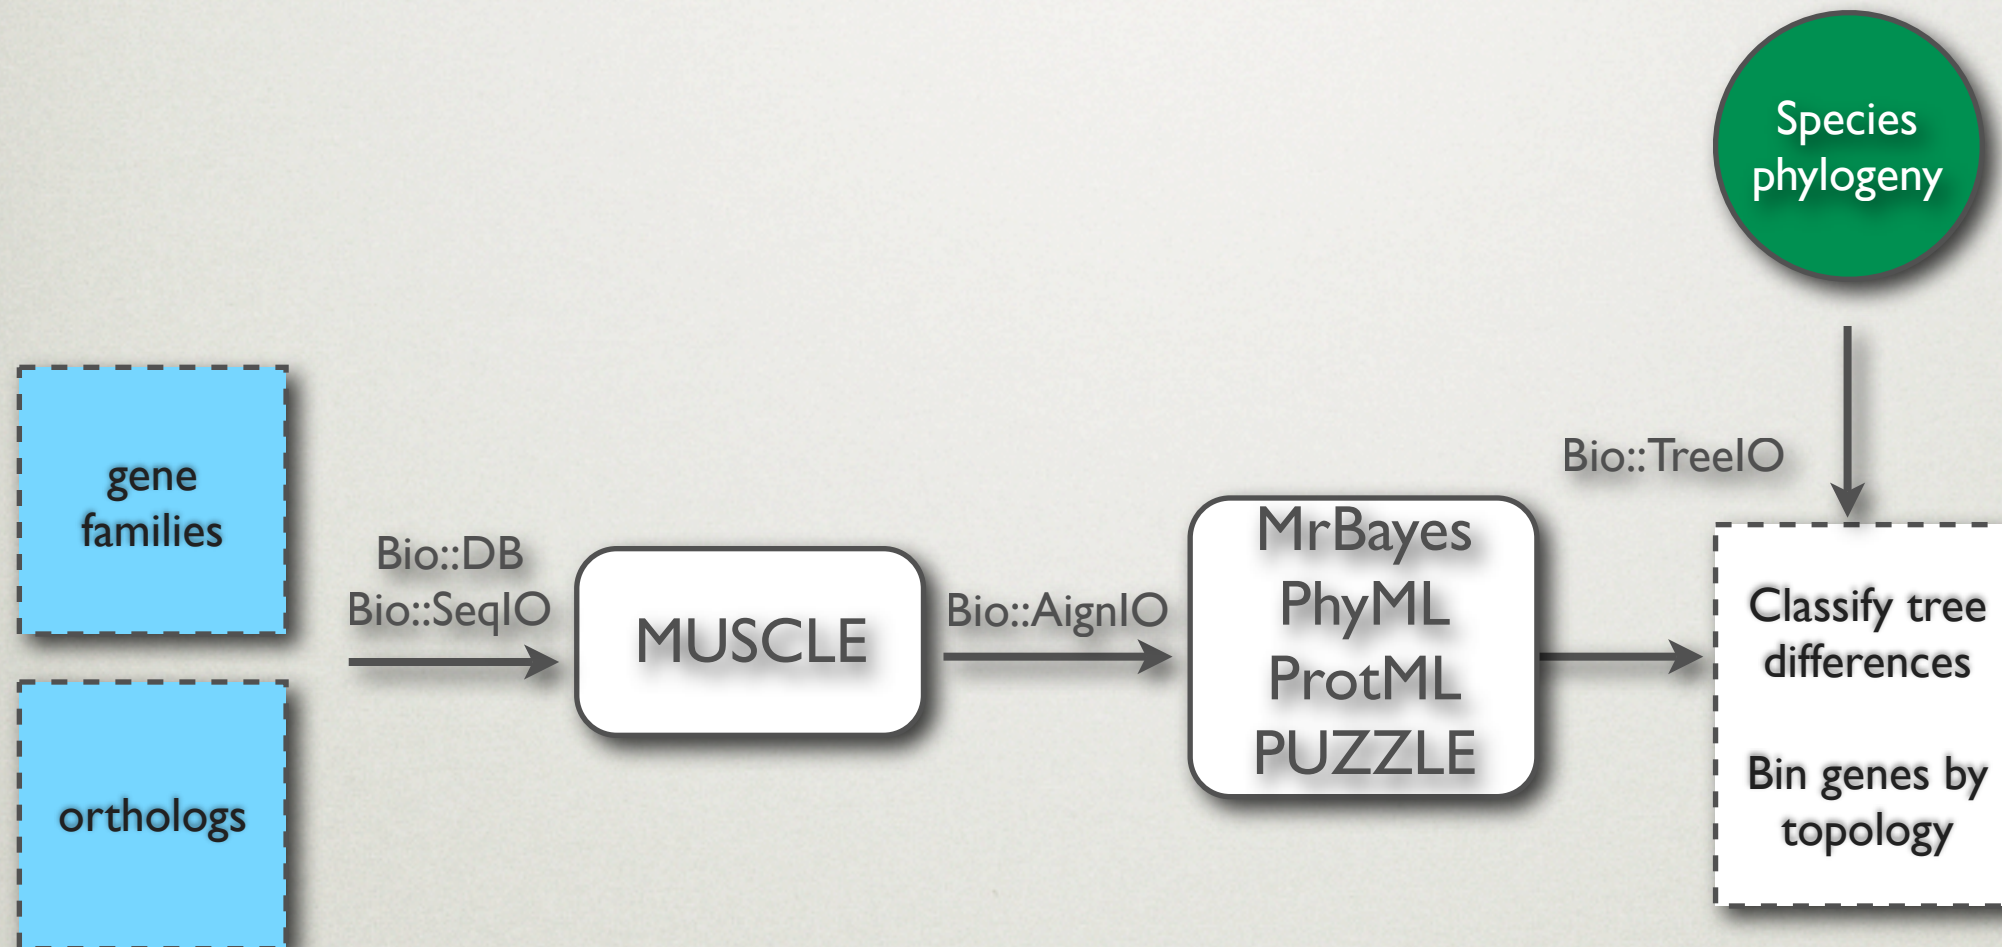 Species
phylogeny
gene
families
orthologs
Bio::DB
Bio::SeqIO
MUSCLE
Bio::AignIO
MrBayes
PhyML
ProtML
PUZZLE
Bio::TreeIO
Classify tree
differences
Bin genes by
topology